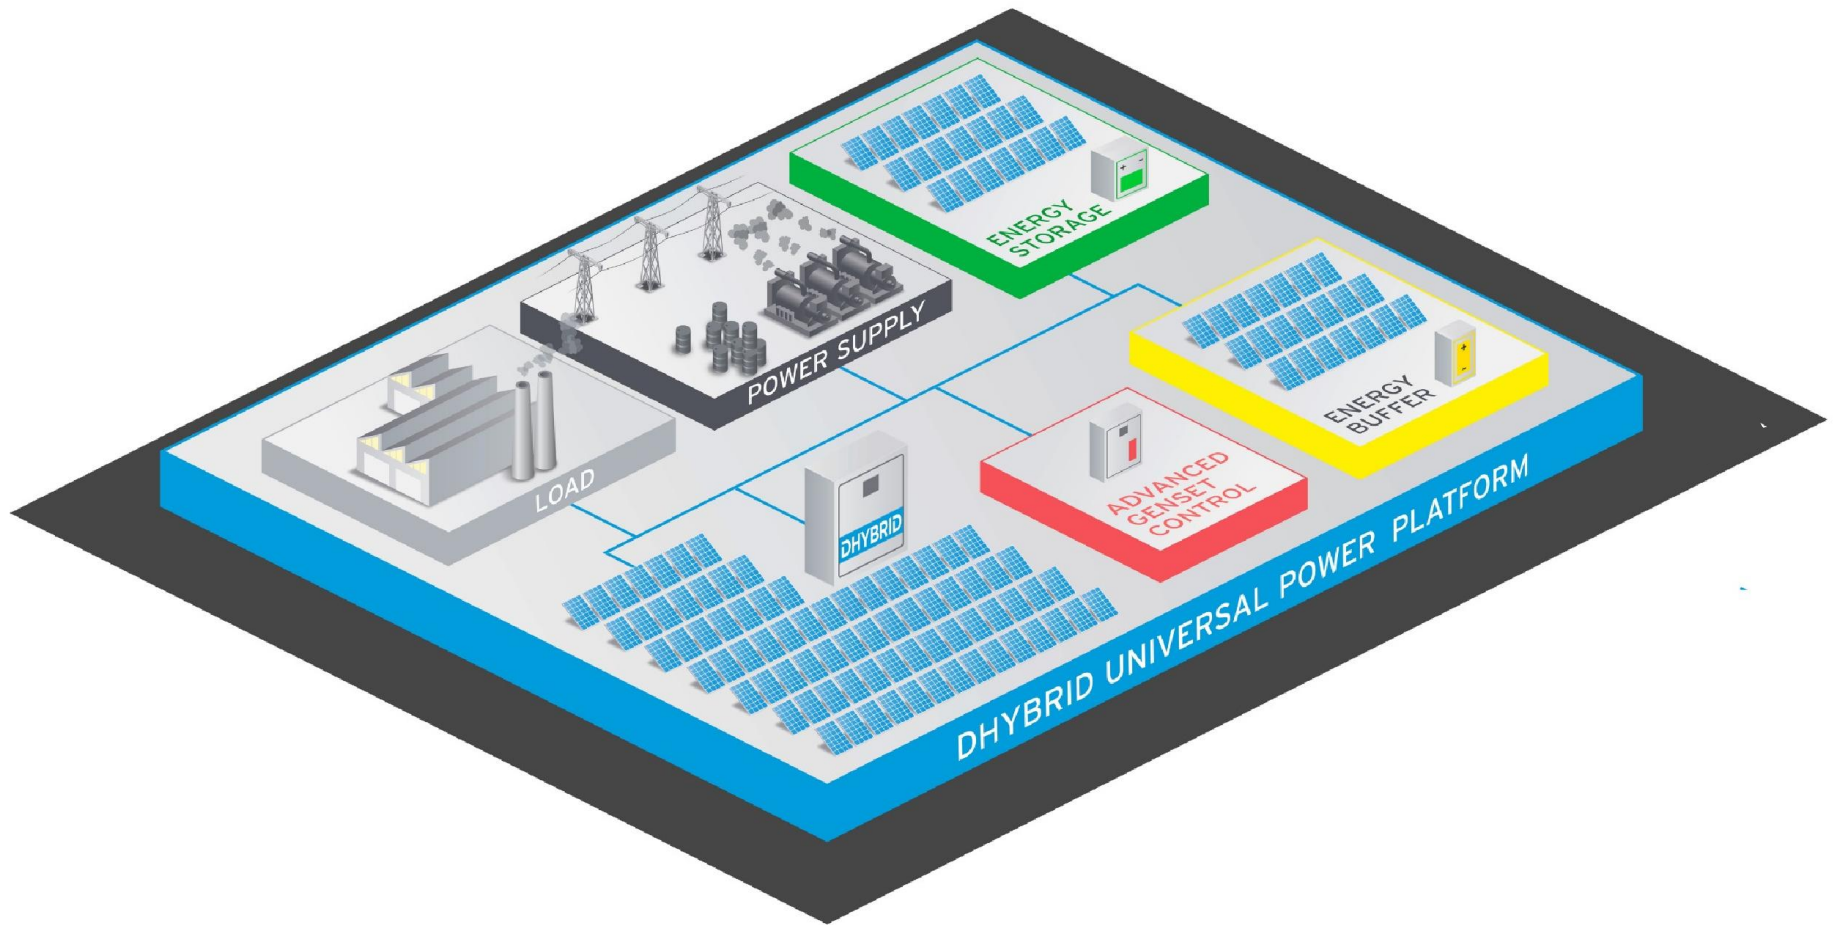 ENERGY
STORAGE
POWER SUPPLY
ENERGY
BUFFER
LOAD
DHYBRID
ADVANCED
GENSET
CONTROL
DHYBRID UNIVERSAL POWER PLATFORM